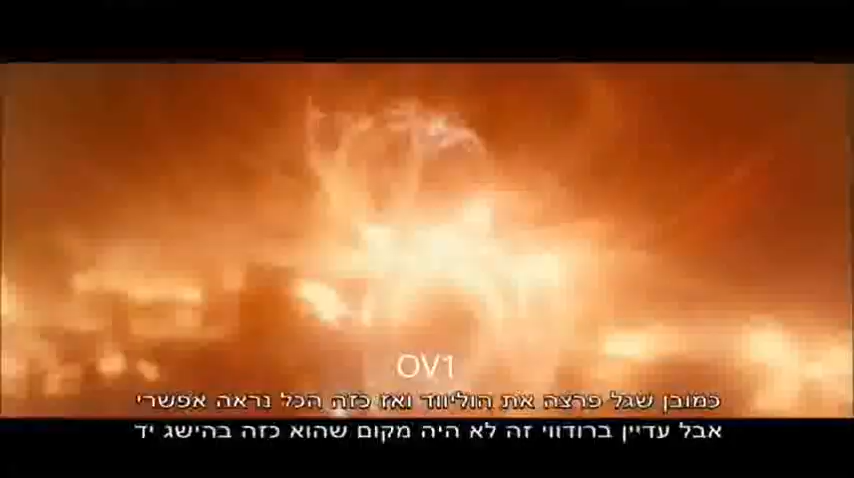 OV1
כמובן שגל פרצה את הוליווד ואז כזה הכל נראה אפשרי
אבל עדיין ברודווי זה לא היה מקום שהוא כזה בהישג יד